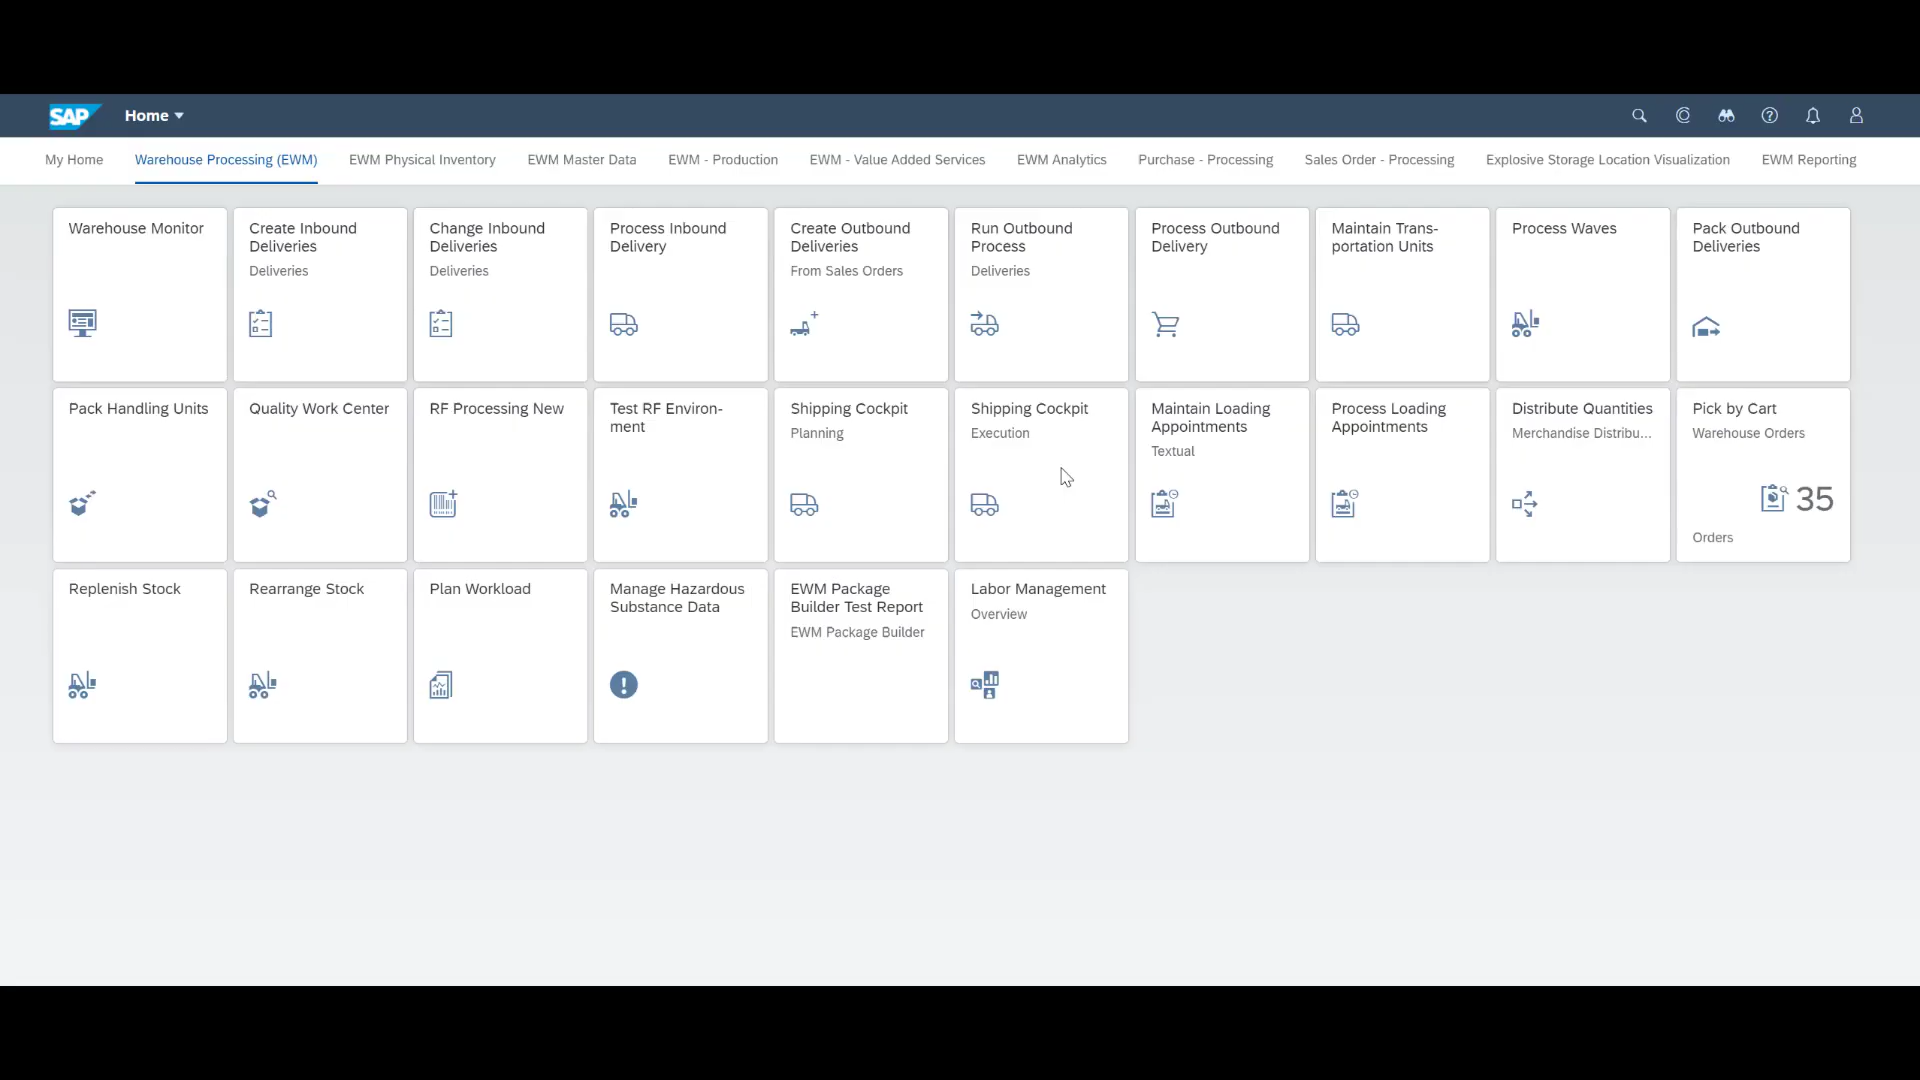 SAP
Home
My Home
Warehouse Processing (EWM)
EWM Physical Inventory
EWM Master Data
EWM - Production
EWM - Value Added Services
EWM Analytics
Purchase - Processing
Sales Order - Processing
Explosive Storage Location Visualization
EWM Reporting
Warehouse Monitor
Create Inbound
Deliveries
Deliveries
Change Inbound
Deliveries
Deliveries
Process Inbound
Delivery
Create Outbound
Deliveries
From Sales Orders
Run Outbound
Process
Deliveries
Process Outbound
Delivery
Maintain Trans-
portation Units
Process Waves
Pack Outbound
Deliveries
Pack Handling Units
Quality Work Center
RF Processing New
Test RF Environ-
ment
Shipping Cockpit
Planning
Shipping Cockpit
Execution
Maintain Loading
Appointments
Textual
Process Loading
Appointments
Distribute Quantities
Merchandise Distribu...
Pick by Cart
Warehouse Orders
35
Orders
Replenish Stock
Rearrange Stock
Plan Workload
Manage Hazardous
Substance Data
EWM Package
Builder Test Report
EWM Package Builder
Labor Management
Overview